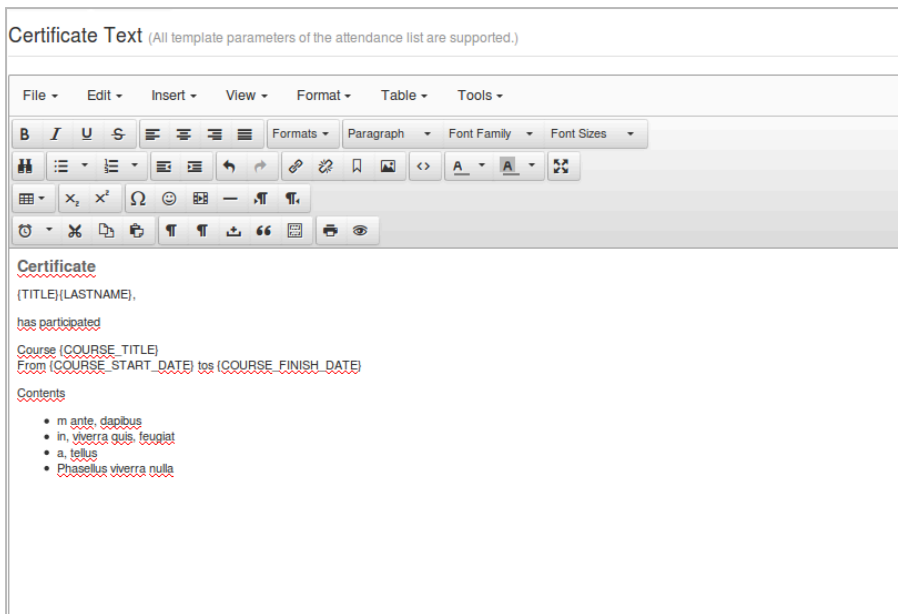 Certificate Text (All template parameters of the attendance list are supported.)
File Edit Insert View Format Table Tools
B I U S Formats Paragraph Font Family Font Sizes
A A
x₂ x² Ω
Certificate
{TITLE}{LASTNAME},
has participated
Course {COURSE_TITLE}
From {COURSE_START_DATE} tos {COURSE_FINISH_DATE}
Contents
• m ante, dapibus
• in, viverra quis, feugiat
• a, tellus
• Phasellus viverra nulla